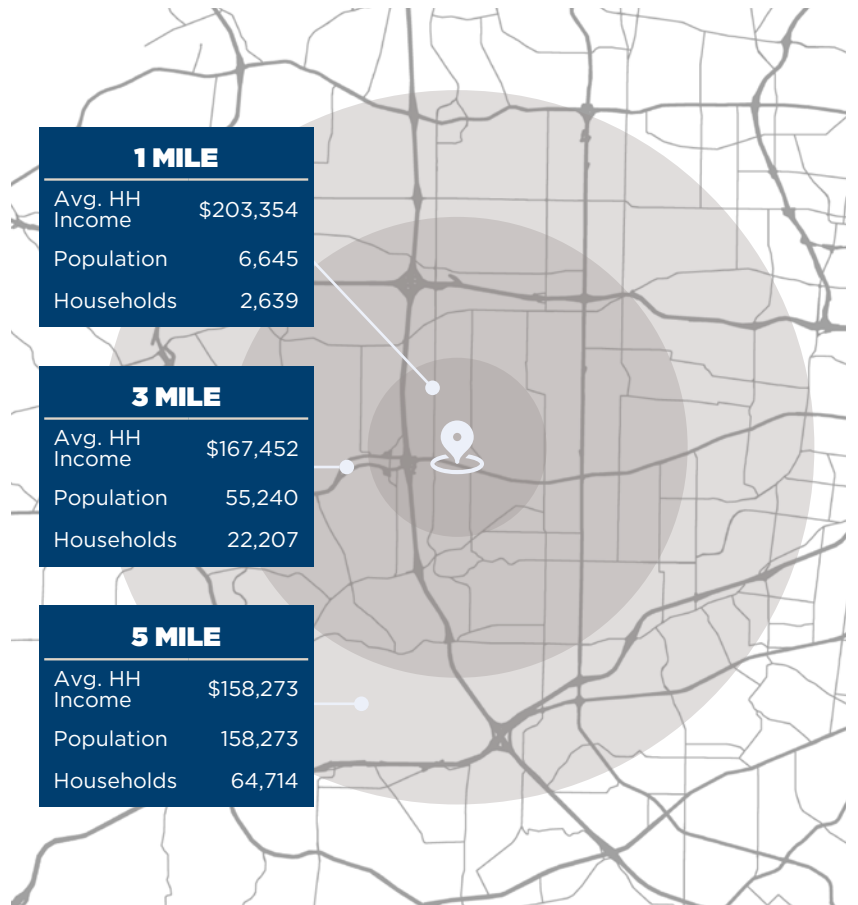 1 MILE
Avg. HH
Income $203,354
Population 6,645
Households 2,639
3 MILE
Avg. HH
Income $167,452
Population 55,240
Households 22,207
5 MILE
Avg. HH
Income $158,273
Population 158,273
Households 64,714